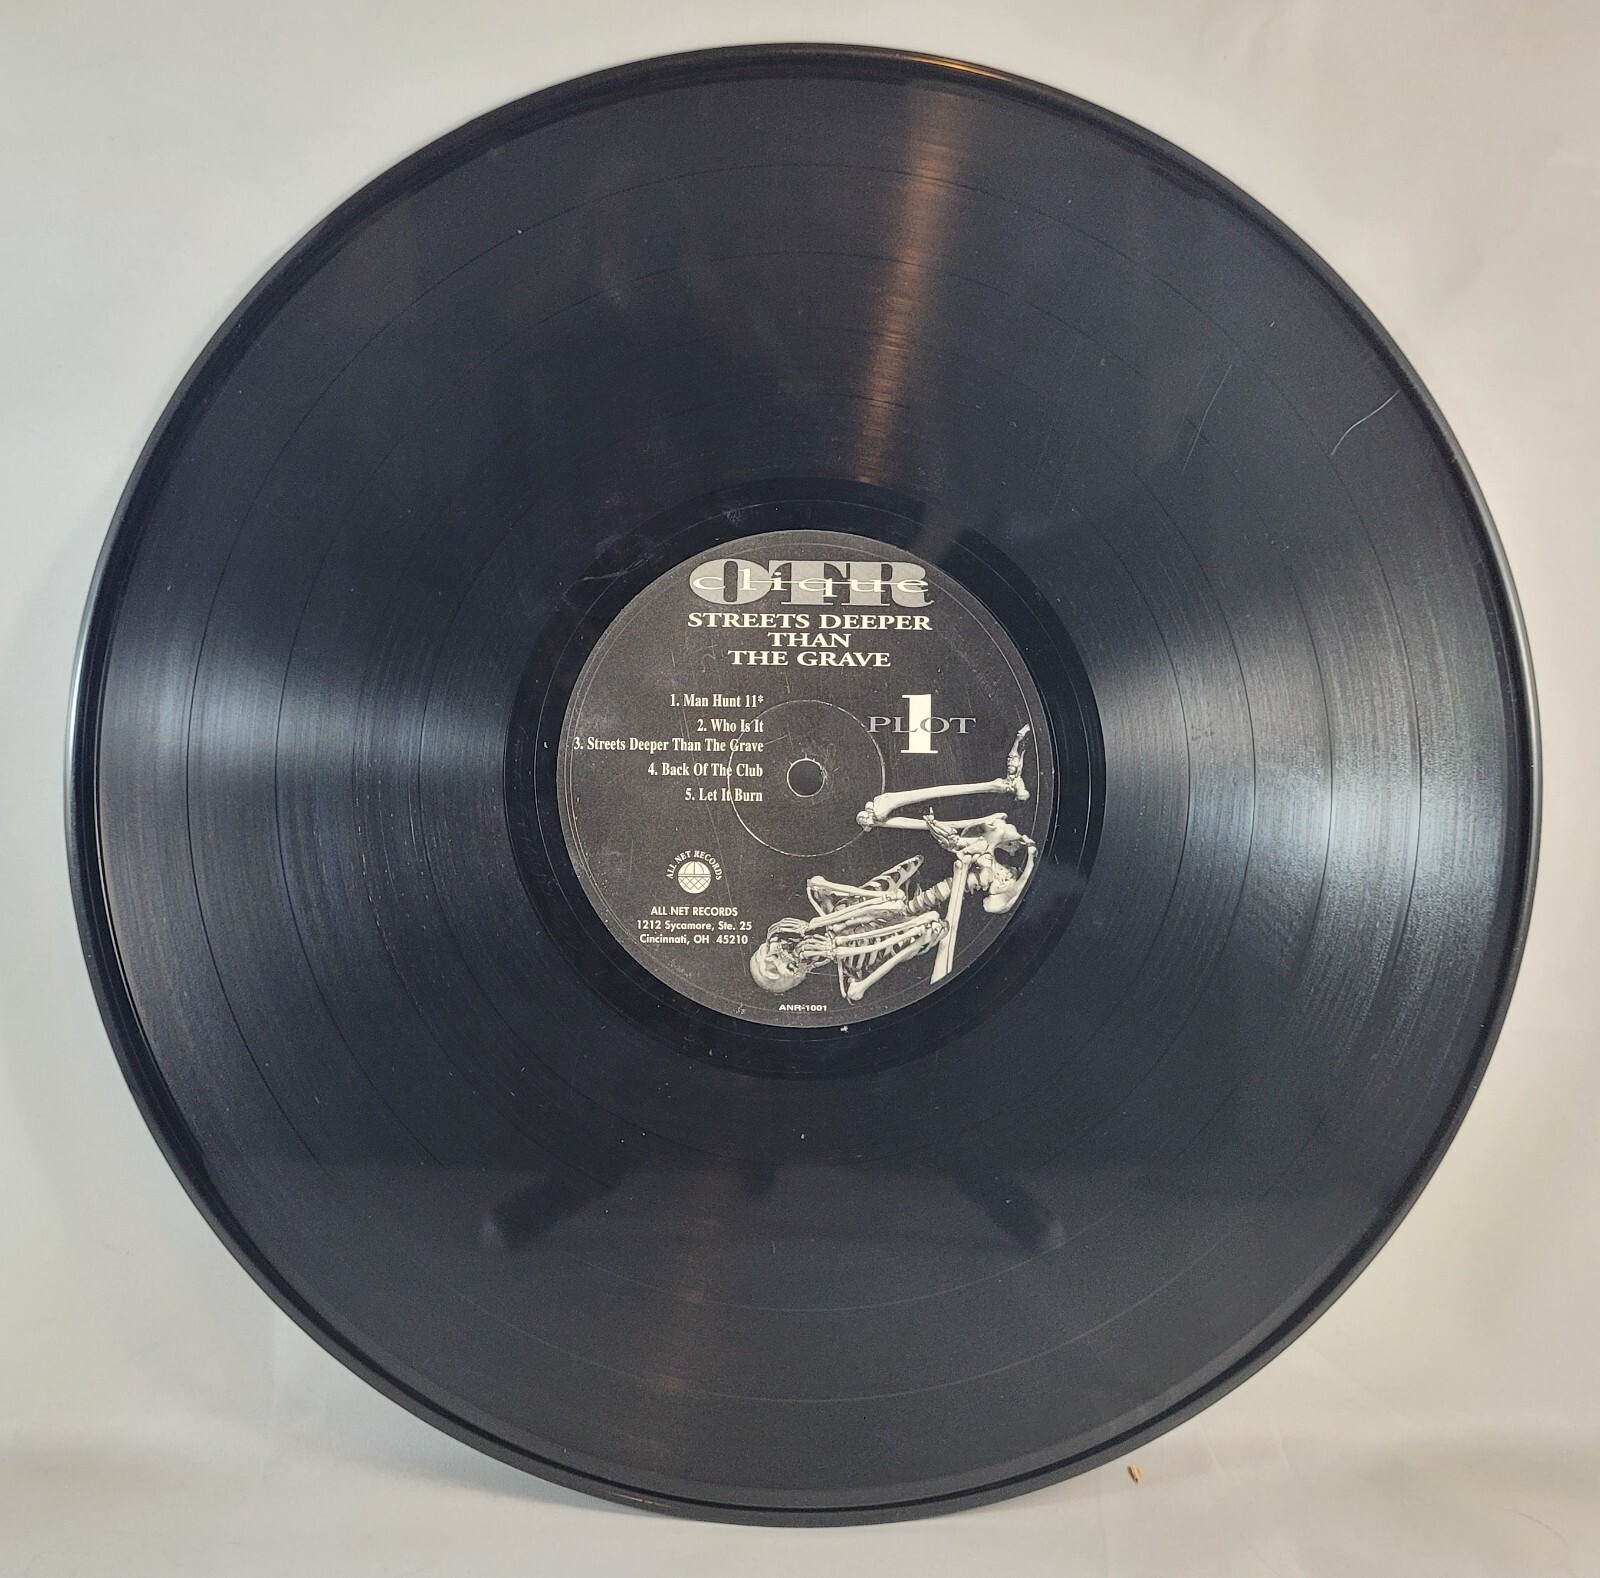 OTR
clique
STREETS DEEPER
THAN
THE GRAVE
1. Man Hunt 11*
2. Who Is It
3. Streets Deeper Than The Grave
4. Back Of The Club
5. Let It Burn
PLOT
1
ALL NET RECORDS
ALL NET RECORDS
1212 Sycamore, Ste. 25
Cincinnati, OH 45210
ANR-1001